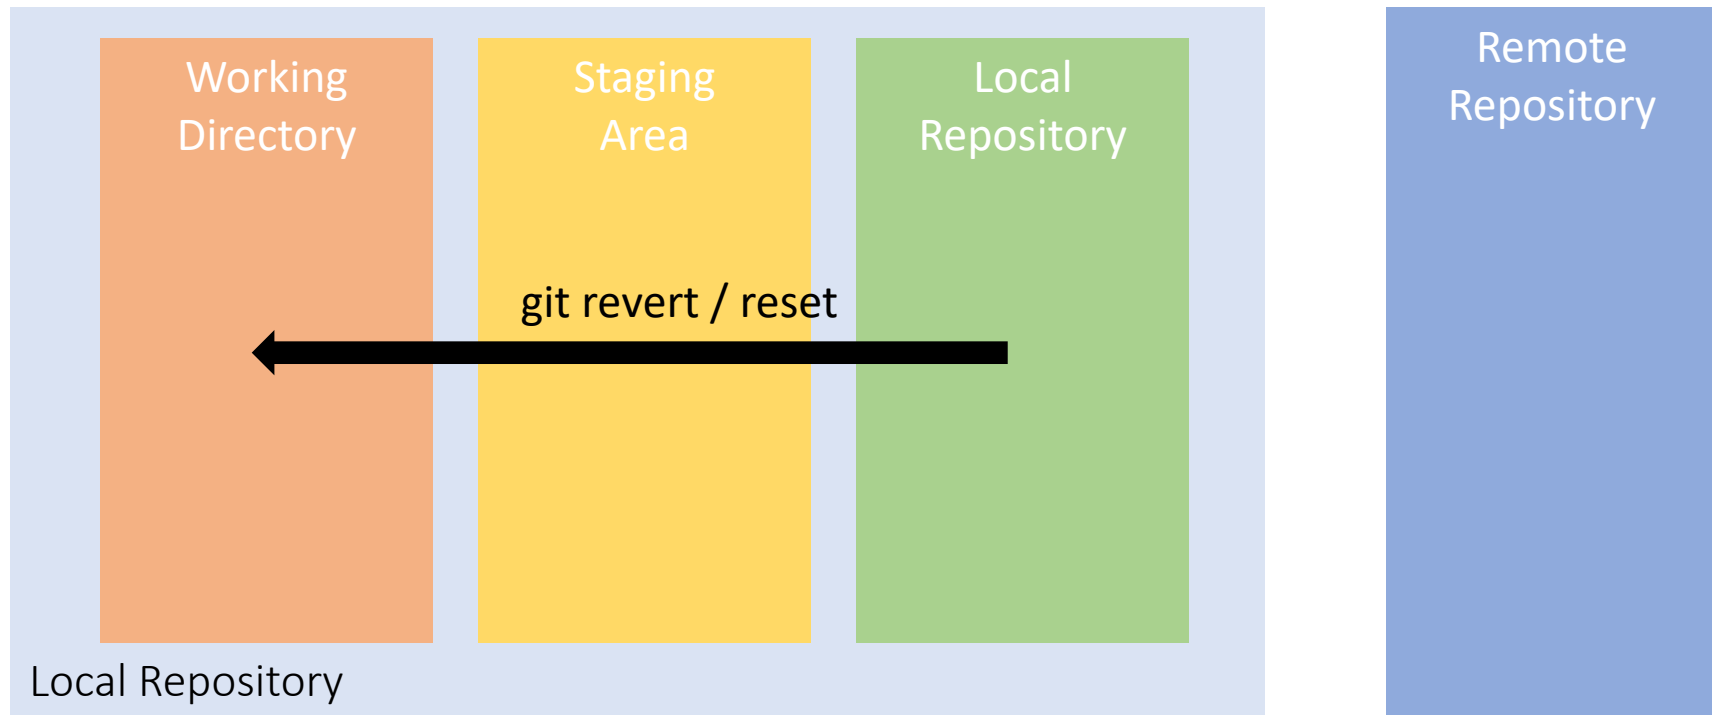 Working
Directory
Staging
Area
Local
Repository
Remote
Repository
git revert / reset
Local Repository